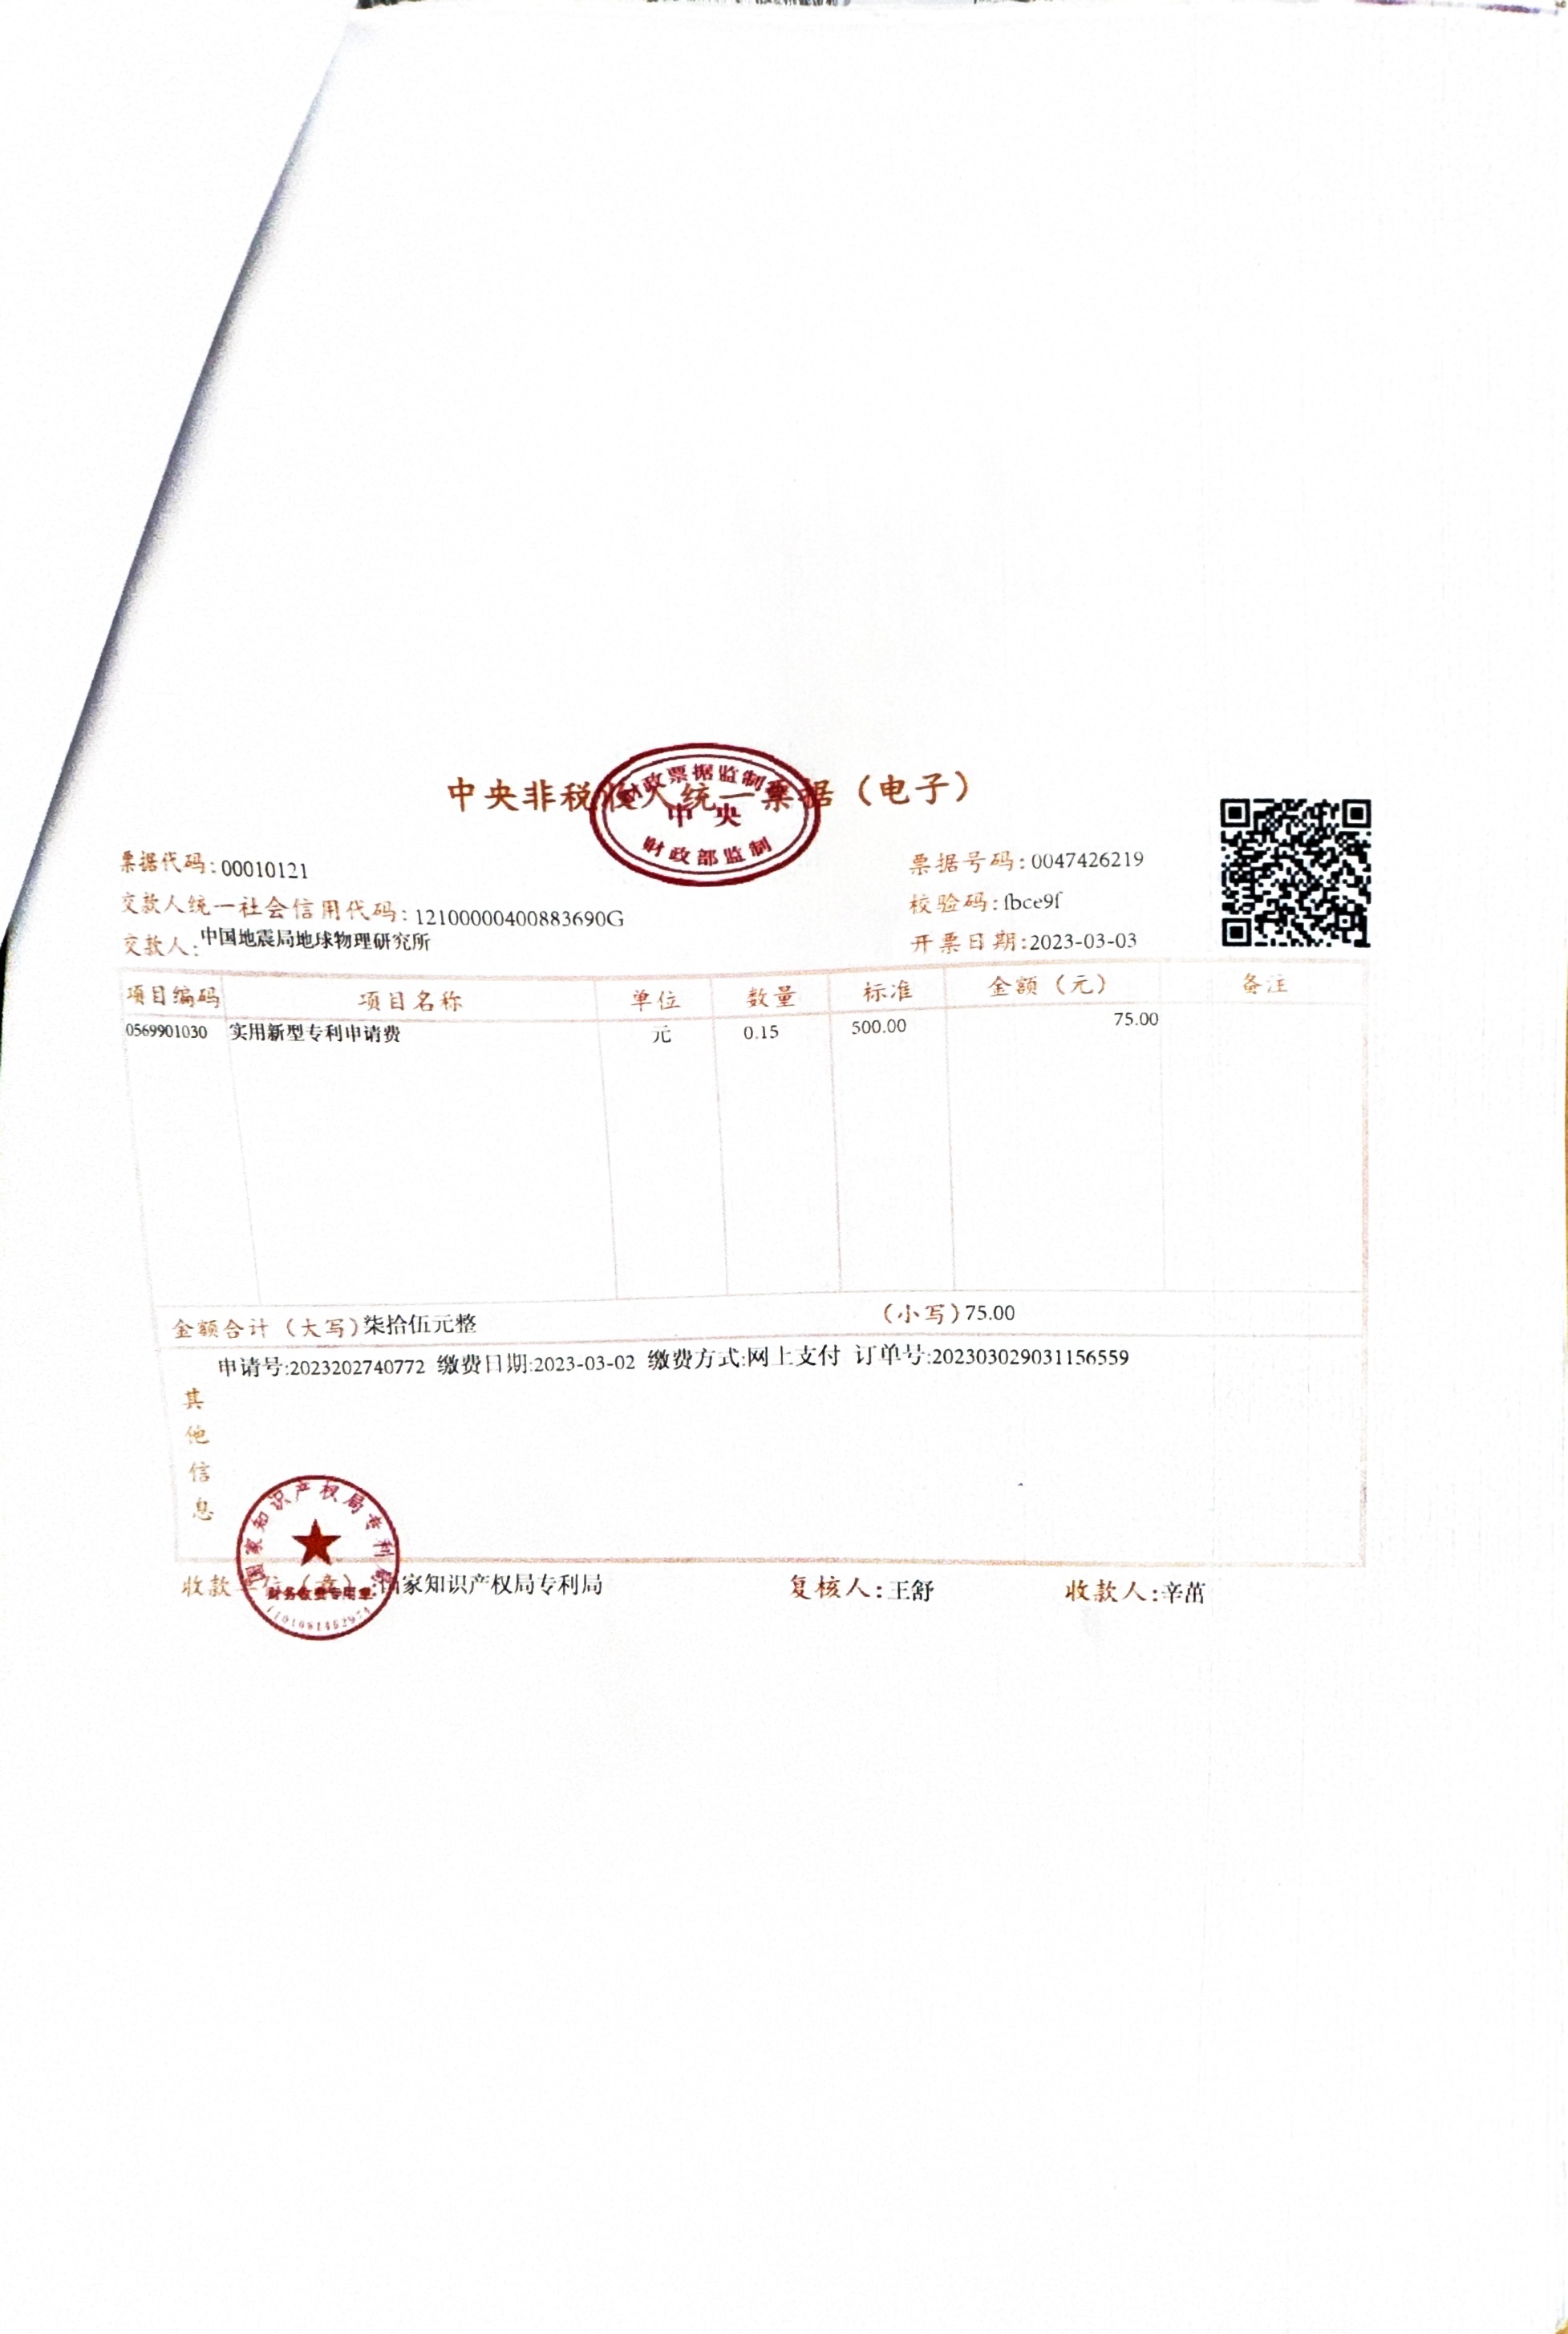 中央非税收入统一票据（电子）
财政票据监制章
中央
财政部监制
票据代码:00010121
票据号码:0047426219
交款人统一社会信用代码:12100000400883690G
校验码:fbce9f
交款人:中国地震局地球物理研究所
开票日期:2023-03-03
项目编码 项目名称 单位 数量 标准 金额（元） 备注
0569901030 实用新型专利申请费 元 0.15 500.00 75.00
金额合计（大写)柒拾伍元整 (小写)75.00
申请号:2023202740772 缴费日期:2023-03-02 缴费方式:网上支付 订单号:202303029031156559
其他信息
国家知识产权局专利局
财务收费专用章
收款单位（章）:国家知识产权局专利局 复核人:王舒 收款人:辛茁